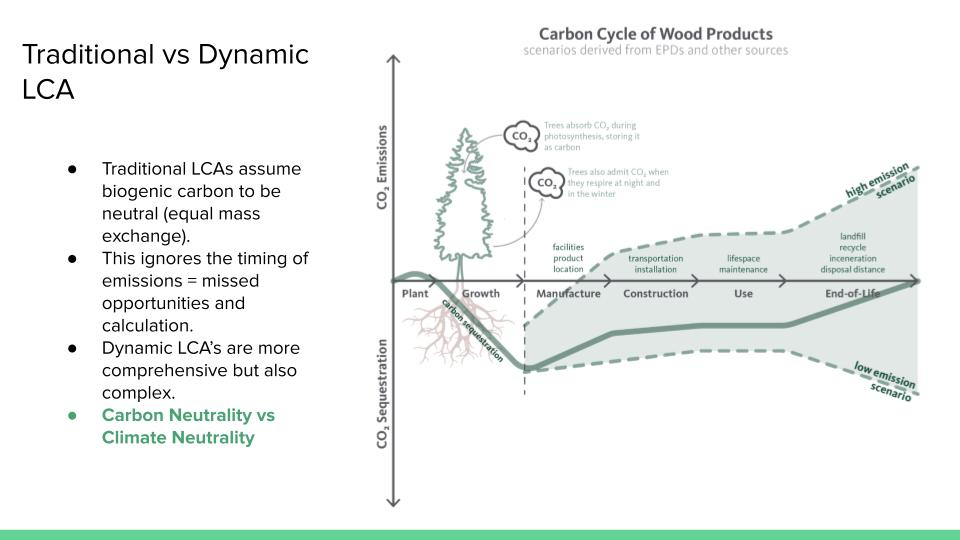 Traditional vs Dynamic
LCA
● Traditional LCAs assume
biogenic carbon to be
neutral (equal mass
exchange).
● This ignores the timing of
emissions = missed
opportunities and
calculation.
● Dynamic LCA's are more
comprehensive but also
complex.
● Carbon Neutrality vs
Climate Neutrality
Carbon Cycle of Wood Products
scenarios derived from EPDs and other sources
CO₂ Emissions
CO₂ Sequestration
CO₂
Trees absorb CO₂ during
photosynthesis, storing it
as carbon
CO₂
Trees also admit CO₂ when
they respire at night and
in the winter
high emission
scenario
facilities
product
location
transportation
installation
lifespace
maintenance
landfill
recycle
inceneration
disposal distance
Plant
Growth
Manufacture
Construction
Use
End-of-Life
carbon sequestration
low emission
scenario